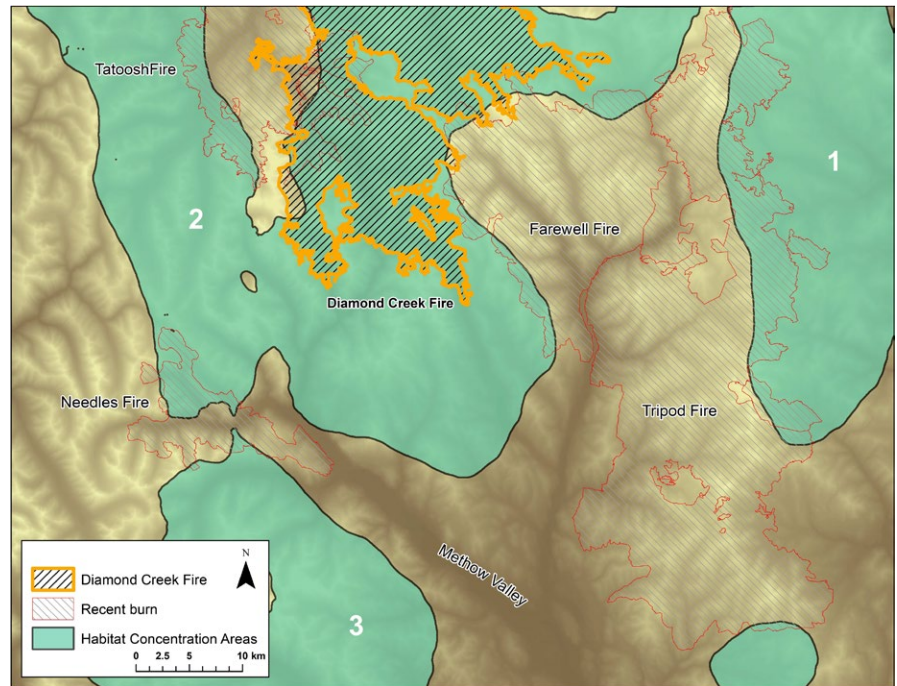 TatooshFire
1
2
Farewell Fire
Diamond Creek Fire
Needles Fire
Tripod Fire
Methow Valley
3
N
Diamond Creek Fire
Recent burn
Habitat Concentration Areas
0 2.5 5 10 km